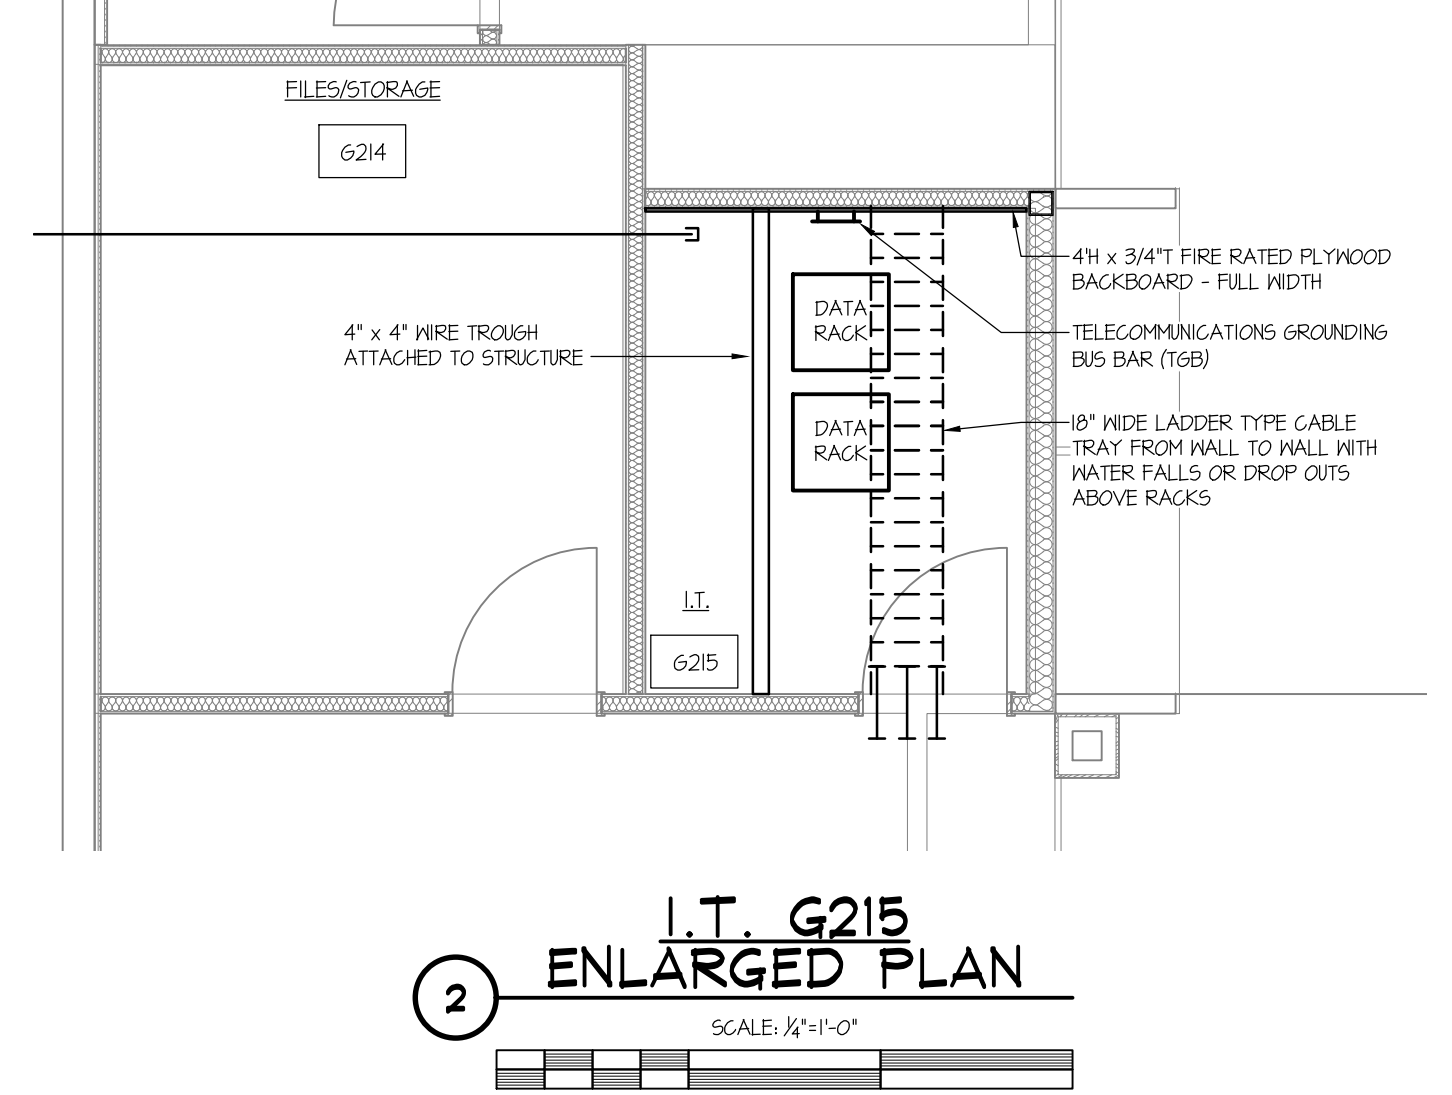 FILES/STORAGE
G214
4" x 4" WIRE TROUGH
ATTACHED TO STRUCTURE
DATA
RACK
DATA
RACK
I.T.
G215
4'H x 3/4"T FIRE RATED PLYWOOD
BACKBOARD - FULL WIDTH
TELECOMMUNICATIONS GROUNDING
BUS BAR (TGB)
18" WIDE LADDER TYPE CABLE
TRAY FROM WALL TO WALL WITH
WATER FALLS OR DROP OUTS
ABOVE RACKS
I.T. G215
ENLARGED PLAN
2
SCALE: 1/4"=1'-0"